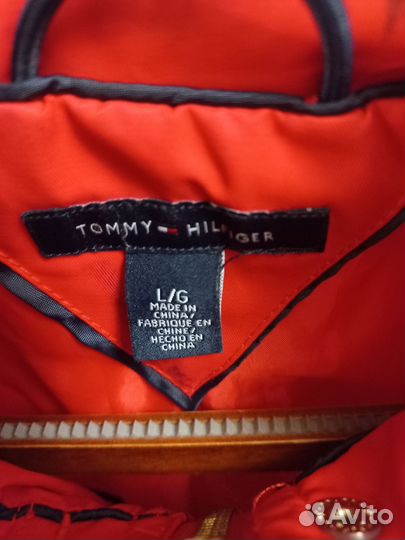 TOMMY HILFIGER
L/G
MADE IN
CHINA/
FABRIQUE EN
CHINE/
HECHO EN
CHINA
Avito